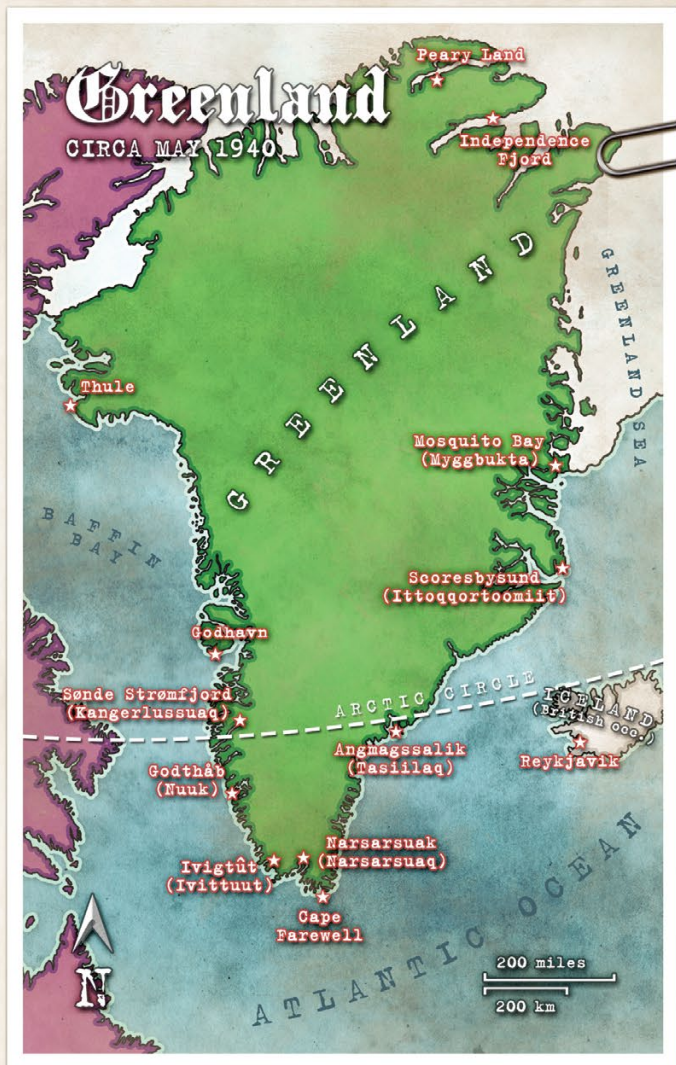 Greenland
CIRCA MAY 1940
Peary Land
Independence
Fjord
GREENLAND
GREENLAND SEA
Thule
Mosquito Bay
(Myggbukta)
BAFFIN
BAY
Scoresbysund
(Ittoqqortoomiit)
Godhavn
Sønde Strømfjord
(Kangerlussuaq)
ARCTIC CIRCLE
ICELAND
(British occ.)
Angmagssalik
(Tasiilaq)
Reykjavik
Godthåb
(Nuuk)
Narsarsuak
(Narsarsuaq)
Ivigtût
(Ivittuut)
Cape
Farewell
ATLANTIC OCEAN
N
200 miles
200 km